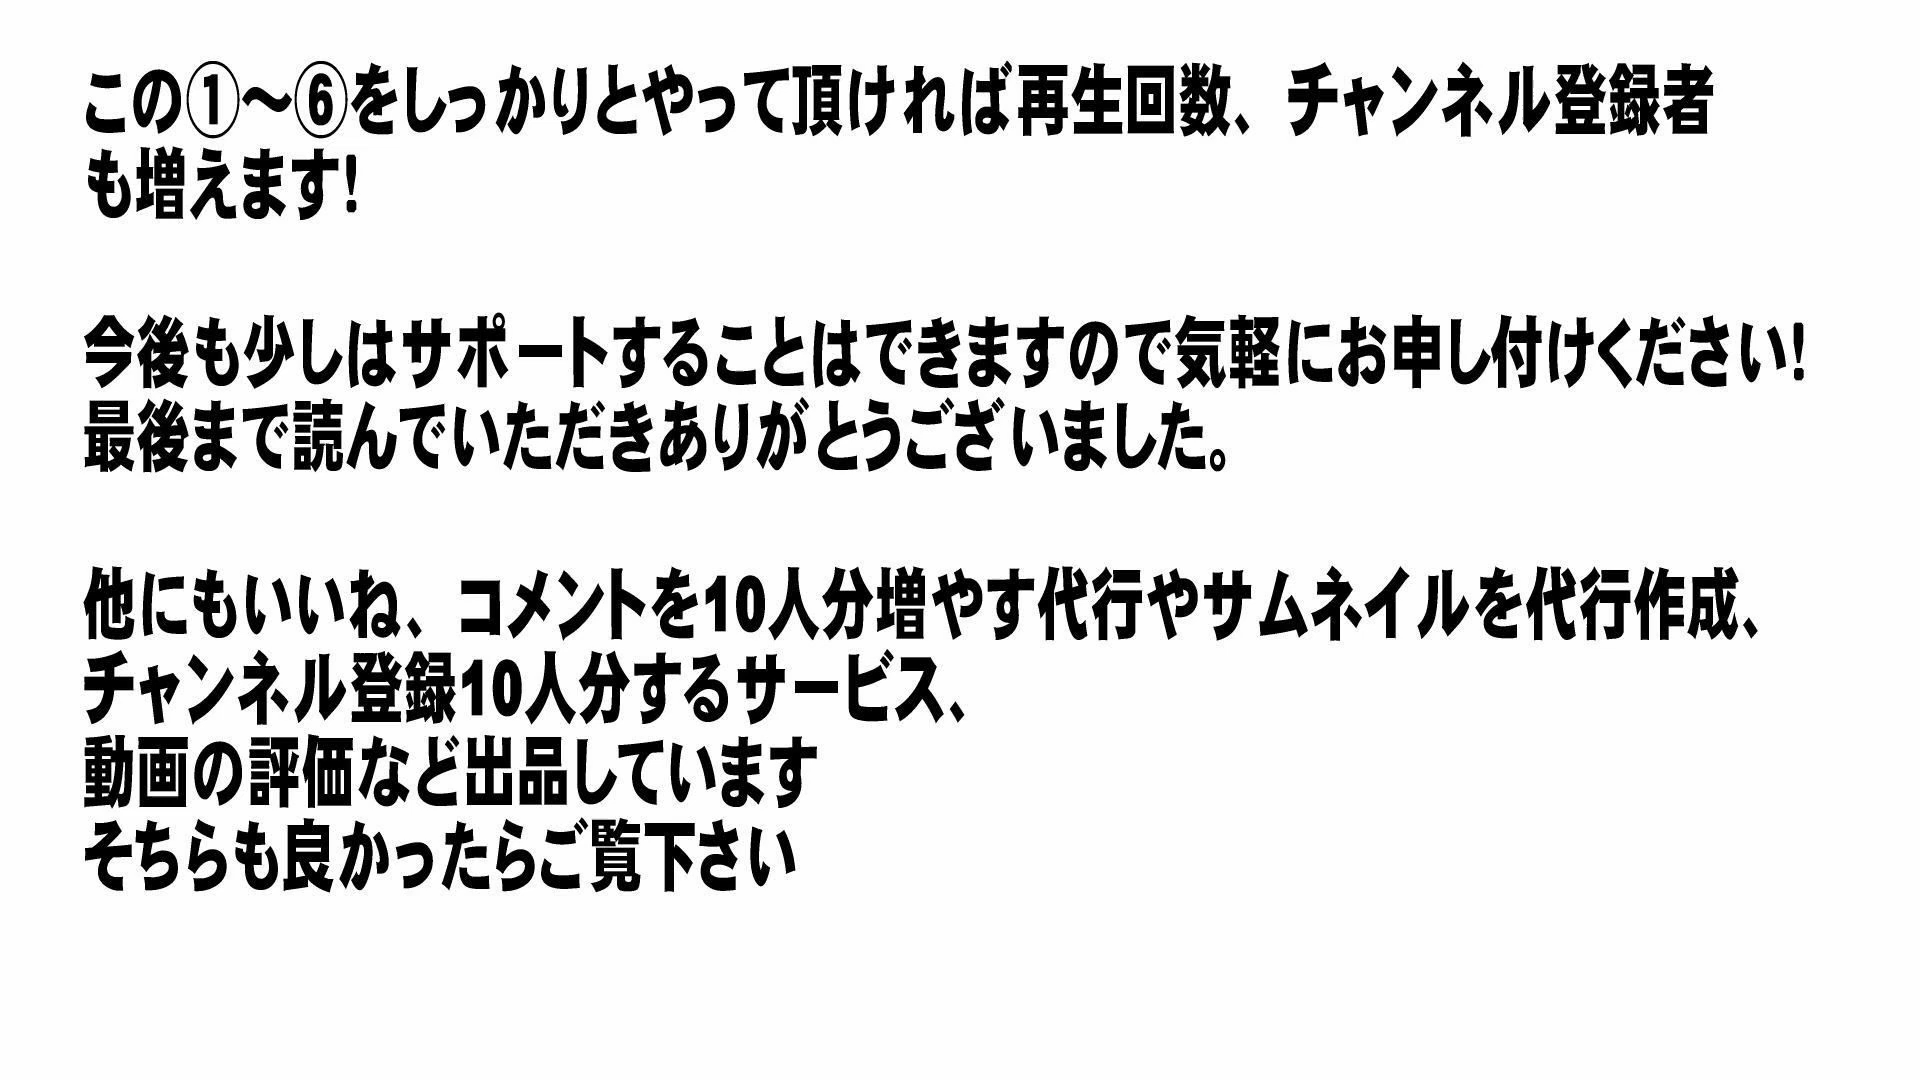 この①～⑥をしっかりとやって頂ければ再生回数、チャンネル登録者
も増えます!
今後も少しはサポートすることはできますので気軽にお申し付けください!
最後まで読んでいただきありがとうございました。
他にもいいね、コメントを10人分増やす代行やサムネイルを代行作成、
チャンネル登録10人分するサービス、
動画の評価など出品しています
そちらも良かったらご覧下さい